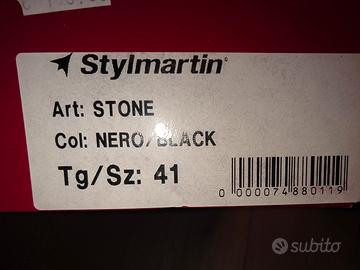 Stylmartin®
Art: STONE
Col: NERO/BLACK
Tg/Sz: 41
0 000074 880119
subito